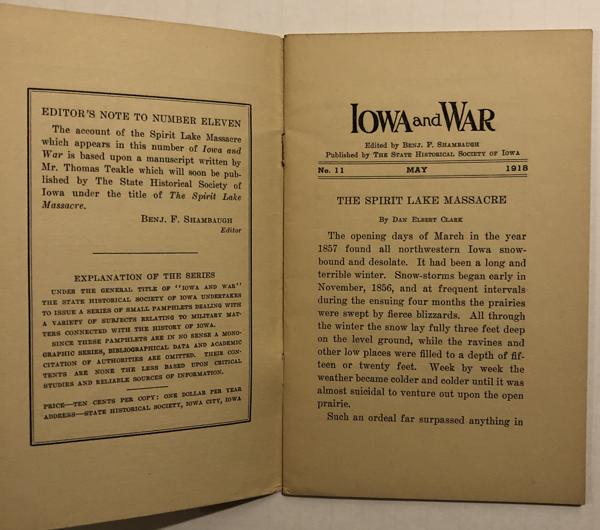 EDITOR'S NOTE TO NUMBER ELEVEN
The account of the Spirit Lake Massacre
which appears in this number of Iowa and
War is based upon a manuscript written by
Mr. Thomas Teakle which will soon be pub-
lished by The State Historical Society of
Iowa under the title of The Spirit Lake
Massacre.
BENJ. F. SHAMBAUGH
Editor
EXPLANATION OF THE SERIES
UNDER THE GENERAL TITLE OF "IOWA AND WAR"
THE STATE HISTORICAL SOCIETY OF IOWA UNDERTAKES
TO ISSUE A SERIES OF SMALL PAMPHLETS DEALING WITH
A VARIETY OF SUBJECTS RELATING TO MILITARY MAT-
TERS CONNECTED WITH THE HISTORY OF IOWA.
SINCE THESE PAMPHLETS ARE IN NO SENSE A MONO-
GRAPHIC SERIES, BIBLIOGRAPHICAL DATA AND ACADEMIC
CITATION OF AUTHORITIES ARE OMITTED. THEIR CON-
TENTS ARE NONE THE LESS BASED UPON CRITICAL
STUDIES AND RELIABLE SOURCES OF INFORMATION.
PRICE—TEN CENTS PER COPY: ONE DOLLAR PER YEAR
ADDRESS—STATE HISTORICAL SOCIETY, IOWA CITY, IOWA
IOWA and WAR
Edited by BENJ. F. SHAMBAUGH
Published by THE STATE HISTORICAL SOCIETY OF IOWA
No. 11 MAY 1918
THE SPIRIT LAKE MASSACRE
By DAN ELBERT CLARK
The opening days of March in the year
1857 found all northwestern Iowa snow-
bound and desolate. It had been a long and
terrible winter. Snow-storms began early in
November, 1856, and at frequent intervals
during the ensuing four months the prairies
were swept by fierce blizzards. All through
the winter the snow lay fully three feet deep
on the level ground, while the ravines and
other low places were filled to a depth of fif-
teen or twenty feet. Week by week the
weather became colder and colder until it was
almost suicidal to venture out upon the open
prairie.
Such an ordeal far surpassed anything in